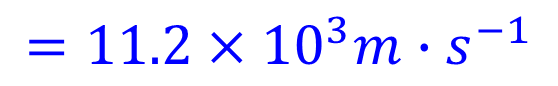 = 11.2 × 10³m · s⁻¹